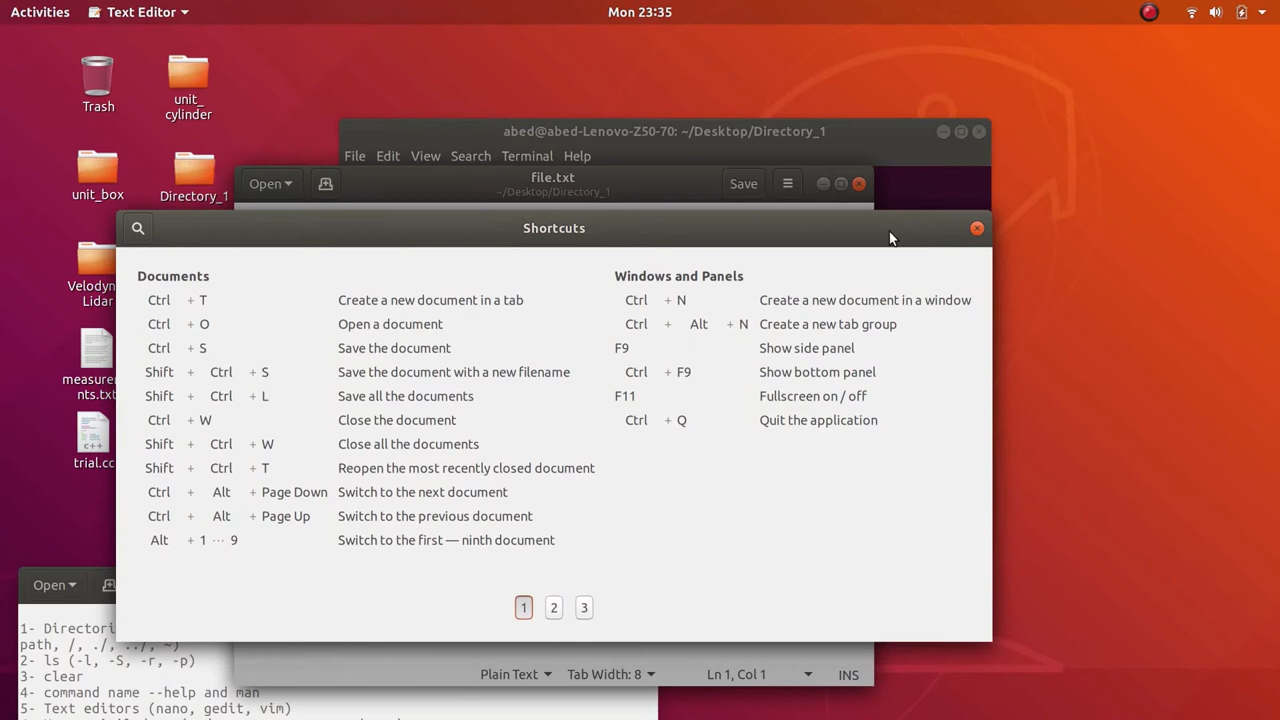 Activities Text Editor Mon 23:35
Trash
unit_
cylinder
unit_box
Directory_1
Velodyn
Lidar
measurer
nts.txt
trial.cc
abed@abed-Lenovo-Z50-70: ~/Desktop/Directory_1
File Edit View Search Terminal Help
Open file.txt Save
~/Desktop/Directory_1
Shortcuts
Documents
Ctrl + T Create a new document in a tab
Ctrl + O Open a document
Ctrl + S Save the document
Shift + Ctrl + S Save the document with a new filename
Shift + Ctrl + L Save all the documents
Ctrl + W Close the document
Shift + Ctrl + W Close all the documents
Shift + Ctrl + T Reopen the most recently closed document
Ctrl + Alt + Page Down Switch to the next document
Ctrl + Alt + Page Up Switch to the previous document
Alt + 1 ··· 9 Switch to the first — ninth document
Windows and Panels
Ctrl + N Create a new document in a window
Ctrl + Alt + N Create a new tab group
F9 Show side panel
Ctrl + F9 Show bottom panel
F11 Fullscreen on / off
Ctrl + Q Quit the application
1 2 3
Plain Text Tab Width: 8 Ln 1, Col 1 INS
Open
1- Directori
path, /, ./, ../, ~)
2- ls (-l, -S, -r, -p)
3- clear
4- command name --help and man
5- Text editors (nano, gedit, vim)